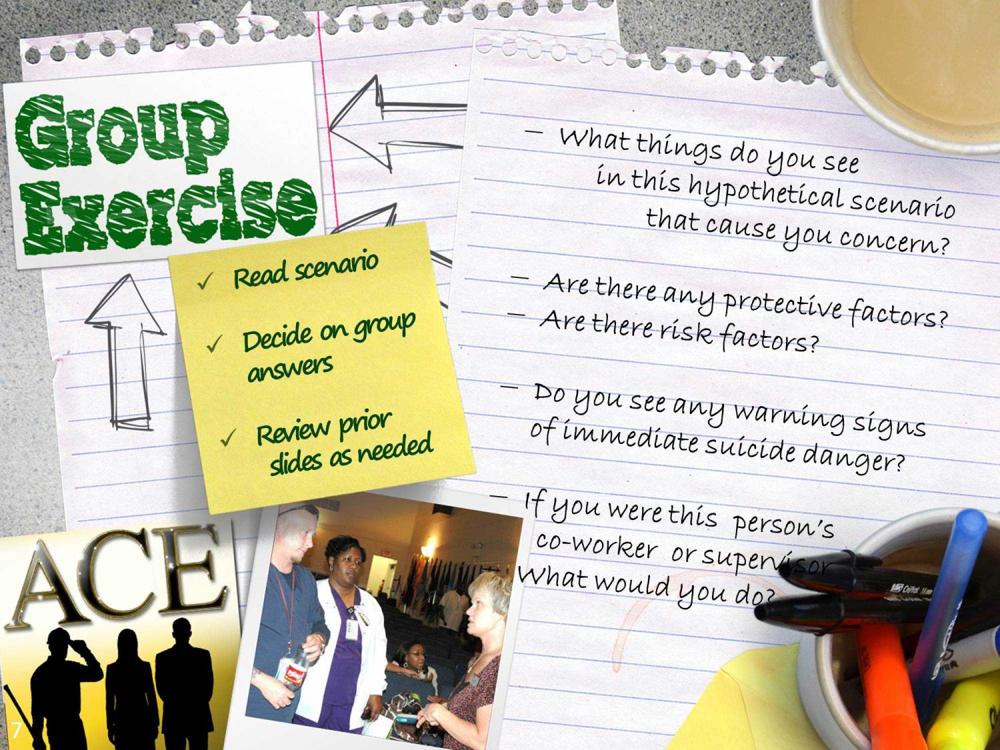 Group
Exercise
✓ Read scenario
✓ Decide on group
answers
✓ Review prior
slides as needed
– What things do you see
in this hypothetical scenario
that cause you concern?
– Are there any protective factors?
– Are there risk factors?
– Do you see any warning signs
of immediate suicide danger?
– If you were this person's
co-worker or supervisor
What would you do?
ACE
7